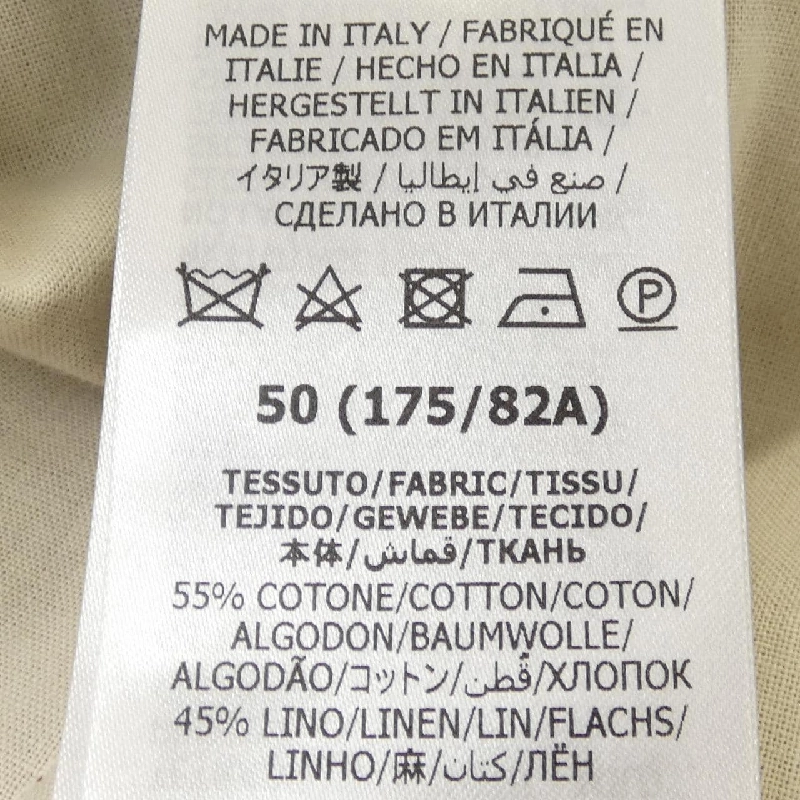 MADE IN ITALY / FABRIQUÉ EN
ITALIE / HECHO EN ITALIA /
HERGESTELLT IN ITALIEN /
FABRICADO EM ITÁLIA /
イタリア製 / صنع في إيطاليا /
СДЕЛАНО В ИТАЛИИ
P
50 (175/82A)
TESSUTO/FABRIC/TISSU/
TEJIDO/GEWEBE/TECIDO/
本体/قماش/ТКАНЬ
55% COTONE/COTTON/COTON/
ALGODON/BAUMWOLLE/
ALGODÃO/コットン/قُطن/ХЛОПОК
45% LINO/LINEN/LIN/FLACHS/
LINHO/麻/كتان/ЛЁН